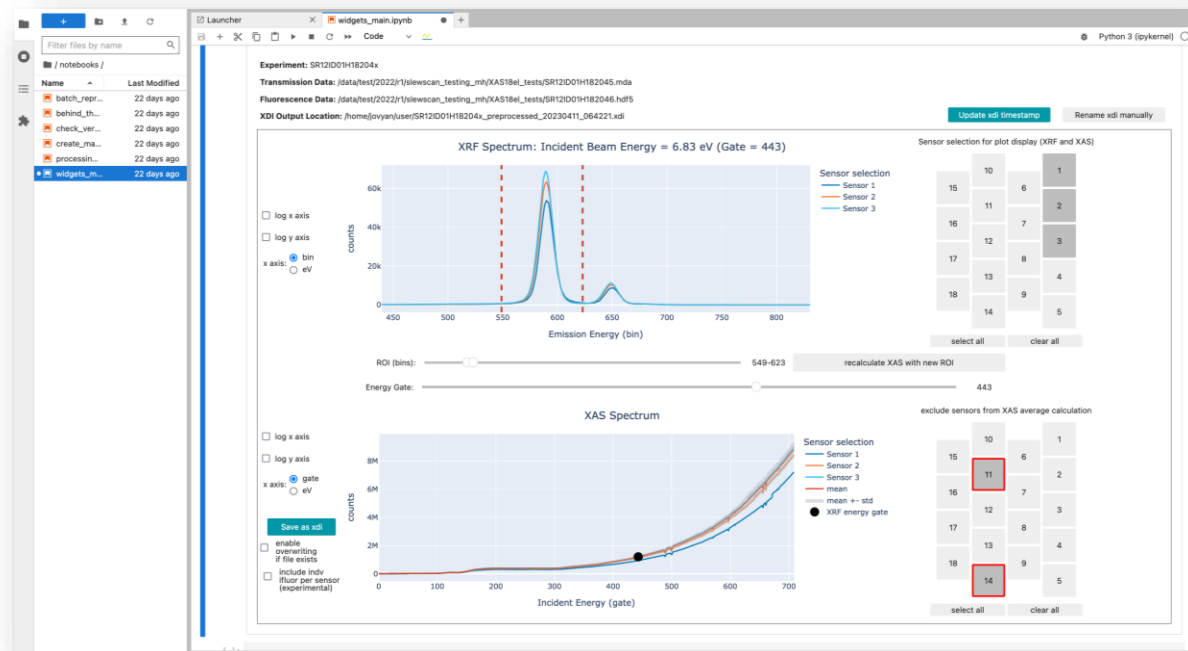 Launcher
widgets_main.ipynb
Code
Python 3 (ipykernel)
Filter files by name
/ notebooks /
Name
Last Modified
batch_repr... 22 days ago
behind_th... 22 days ago
check_ver... 22 days ago
create_ma... 22 days ago
processin... 22 days ago
widgets_m... 22 days ago
Experiment: SR12ID01H18204x
Transmission Data: /data/test/2022/r1/slewscan_testing_mh/XAS18el_tests/SR12ID01H182045.mda
Fluorescence Data: /data/test/2022/r1/slewscan_testing_mh/XAS18el_tests/SR12ID01H182046.hdf5
XDI Output Location: /home/jovyan/user/SR12ID01H18204x_preprocessed_20230411_064221.xdi
Update xdi timestamp
Rename xdi manually
XRF Spectrum: Incident Beam Energy = 6.83 eV (Gate = 443)
log x axis
log y axis
x axis:
bin
eV
counts
60k
40k
20k
0
450 500 550 600 650 700 750 800
Emission Energy (bin)
Sensor selection
Sensor 1
Sensor 2
Sensor 3
Sensor selection for plot display (XRF and XAS)
10 1
15 6
11 2
16 7
12 3
17 8
13 4
18 9
14 5
select all
clear all
ROI (bins):
549-623
recalculate XAS with new ROI
Energy Gate:
443
XAS Spectrum
log x axis
log y axis
x axis:
gate
eV
Save as xdi
enable
overwriting
if file exists
include indv
ifluor per sensor
(experimental)
counts
8M
6M
4M
2M
0
0 100 200 300 400 500 600 700
Incident Energy (gate)
Sensor selection
Sensor 1
Sensor 2
Sensor 3
mean
mean +- std
XRF energy gate
exclude sensors from XAS average calculation
10 1
15 6
11 2
16 7
12 3
17 8
13 4
18 9
14 5
select all
clear all